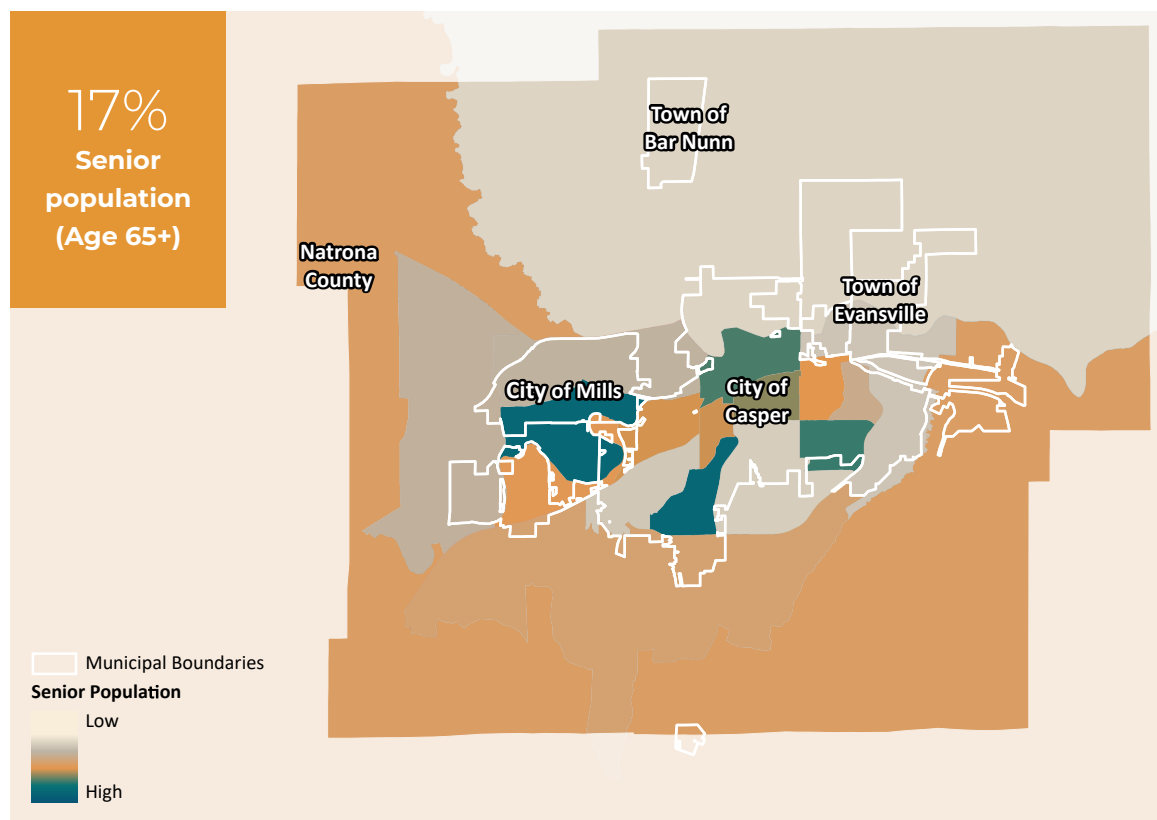 17%
Senior
population
(Age 65+)
Town of
Bar Nunn
Natrona
County
Town of
Evansville
City of Mills
City of
Casper
Municipal Boundaries
Senior Population
Low
High